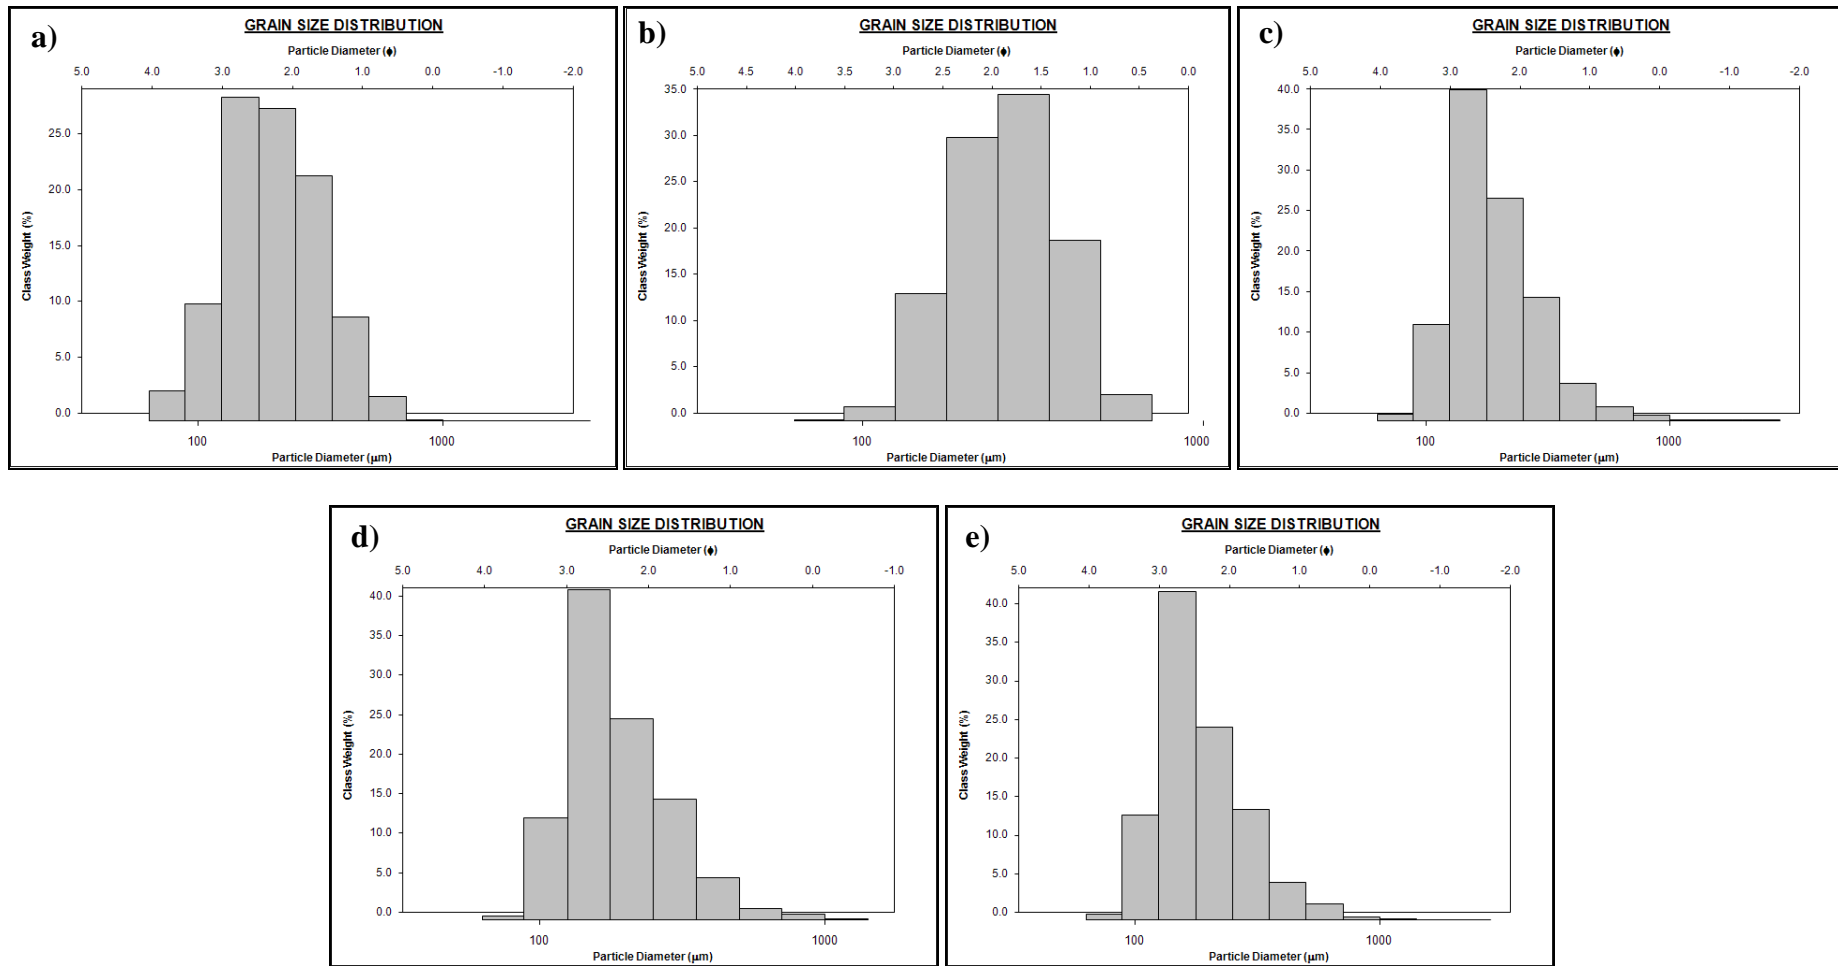 a)
GRAIN SIZE DISTRIBUTION
Particle Diameter (ϕ)
5.0 4.0 3.0 2.0 1.0 0.0 -1.0 -2.0
Class Weight (%)
25.0
20.0
15.0
10.0
5.0
0.0
100 1000
Particle Diameter (μm)
b)
GRAIN SIZE DISTRIBUTION
Particle Diameter (ϕ)
5.0 4.5 4.0 3.5 3.0 2.5 2.0 1.5 1.0 0.5 0.0
Class Weight (%)
35.0
30.0
25.0
20.0
15.0
10.0
5.0
0.0
100 1000
Particle Diameter (μm)
c)
GRAIN SIZE DISTRIBUTION
Particle Diameter (ϕ)
5.0 4.0 3.0 2.0 1.0 0.0 -1.0 -2.0
Class Weight (%)
40.0
35.0
30.0
25.0
20.0
15.0
10.0
5.0
0.0
100 1000
Particle Diameter (μm)
d)
GRAIN SIZE DISTRIBUTION
Particle Diameter (ϕ)
5.0 4.0 3.0 2.0 1.0 0.0 -1.0
Class Weight (%)
40.0
35.0
30.0
25.0
20.0
15.0
10.0
5.0
0.0
100 1000
Particle Diameter (μm)
e)
GRAIN SIZE DISTRIBUTION
Particle Diameter (ϕ)
5.0 4.0 3.0 2.0 1.0 0.0 -1.0 -2.0
Class Weight (%)
40.0
35.0
30.0
25.0
20.0
15.0
10.0
5.0
0.0
100 1000
Particle Diameter (μm)